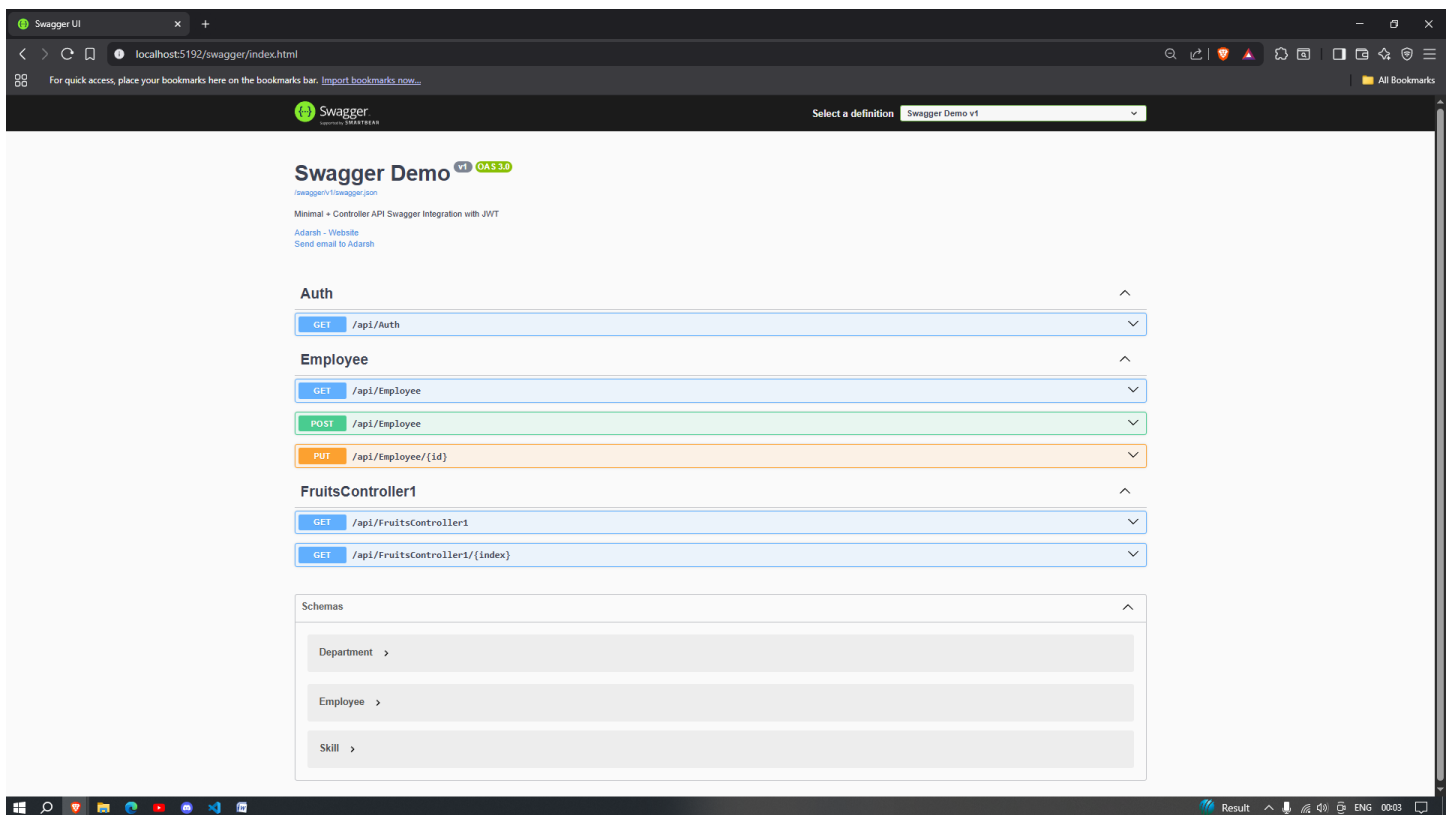 Swagger UI
localhost:5192/swagger/index.html
For quick access, place your bookmarks here on the bookmarks bar. Import bookmarks now...
All Bookmarks
Swagger.
supported by SMARTBEAR
Select a definition
Swagger Demo v1
Swagger Demo v1 OAS 3.0
/swagger/v1/swagger.json
Minimal + Controller API Swagger Integration with JWT
Adarsh - Website
Send email to Adarsh
Auth
GET /api/Auth
Employee
GET /api/Employee
POST /api/Employee
PUT /api/Employee/{id}
FruitsController1
GET /api/FruitsController1
GET /api/FruitsController1/{index}
Schemas
Department
Employee
Skill
Result
ENG
00:03